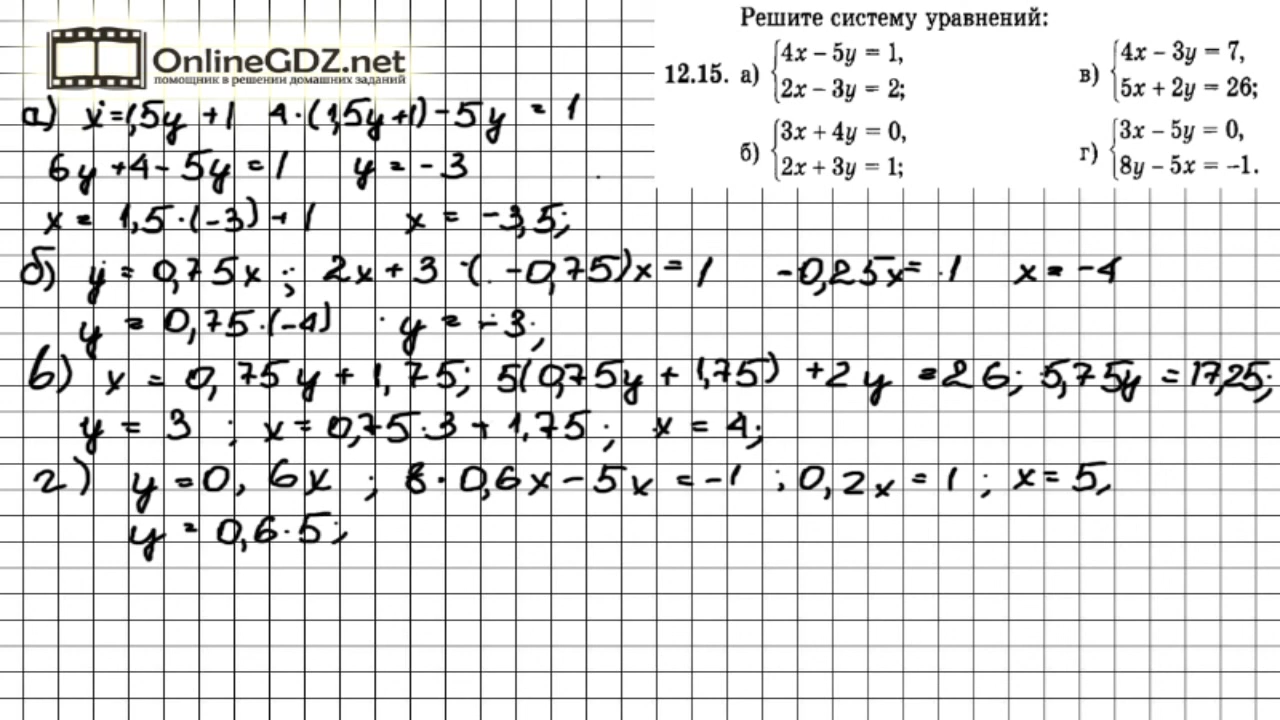 OnlineGDZ.net
помощник в решении домашних заданий
Решите систему уравнений:
12.15. а) {4x – 5y = 1,
2x – 3y = 2;
в) {4x – 3y = 7,
5x + 2y = 26;
б) {3x + 4y = 0,
2x + 3y = 1;
г) {3x – 5y = 0,
8y – 5x = –1.
а) x=1,5y +1 4·(1,5y+1)-5y = 1
6y +4- 5y = 1 y = -3
x = 1,5·(-3)+1 x = -3,5;
б) y = 0,75x ; 2x + 3 ·( -0,75)x = 1 -0,25x = 1 x = -4
y = 0,75·(-4) y = -3;
в) x = 0,75y + 1,75; 5(0,75y + 1,75) +2y = 26; 5,75y = 17,25;
y = 3 ; x = 0,75·3 + 1,75 ; x = 4;
г) y = 0,6x ; 8·0,6x - 5x = -1 ; 0,2x = 1 ; x = 5,
y = 0,6·5;